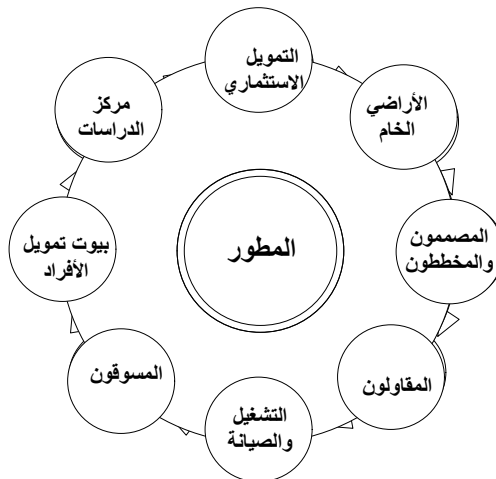 التمويل
الاستثماري
الأراضي
الخام
المصممون
والمخططون
المقاولون
التشغيل
والصيانة
المسوقون
بيوت تمويل
الأفراد
مركز
الدراسات
المطور